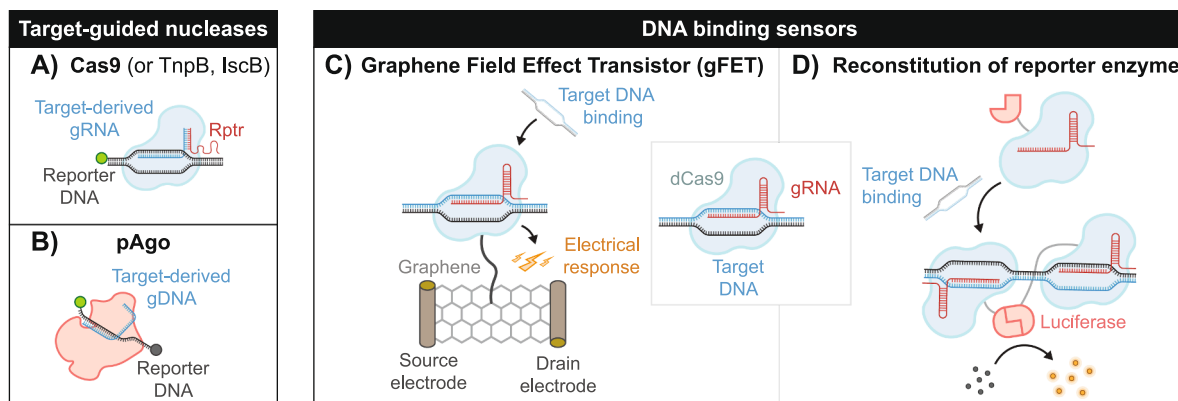 Target-guided nucleases
A) Cas9 (or TnpB, IscB)
Target-derived
gRNA
Rptr
Reporter
DNA
B) pAgo
Target-derived
gDNA
Reporter
DNA
DNA binding sensors
C) Graphene Field Effect Transistor (gFET)
Target DNA
binding
Graphene
Electrical
response
Source
electrode
Drain
electrode
dCas9
gRNA
Target
DNA
D) Reconstitution of reporter enzyme
Target DNA
binding
Luciferase